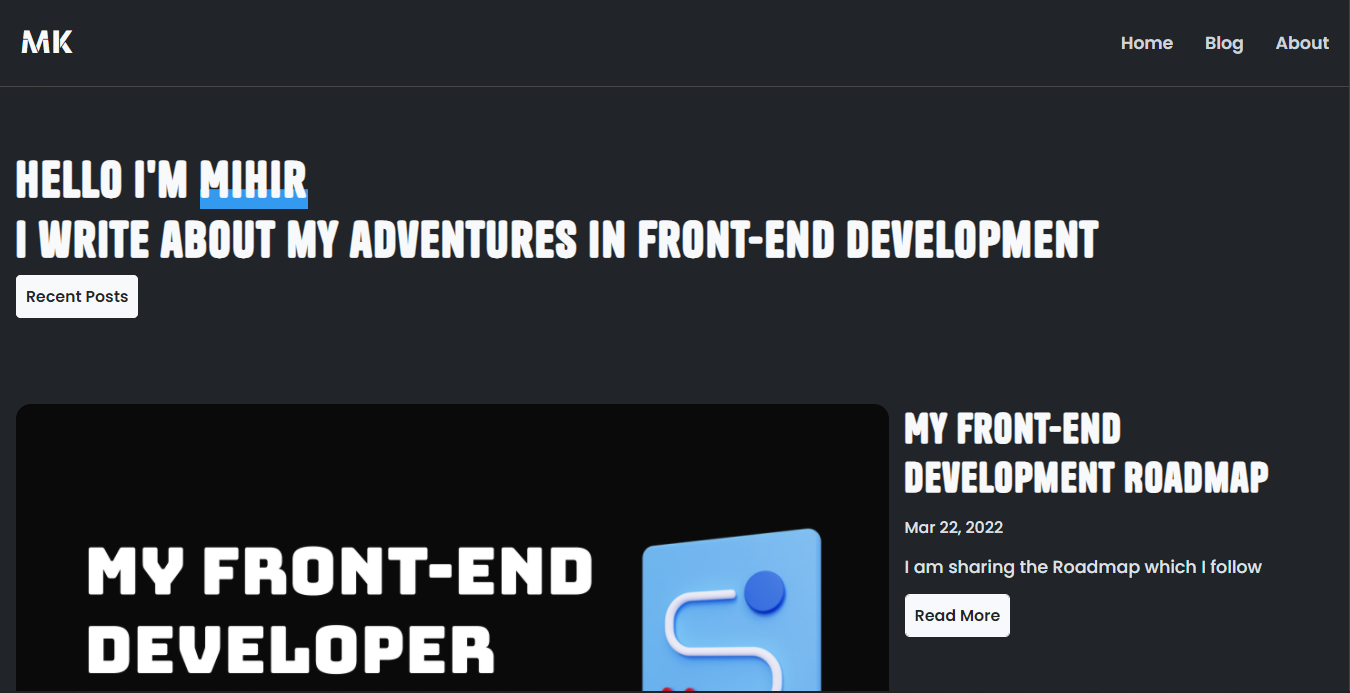 MK
Home Blog About
HELLO I'M MIHIR
I WRITE ABOUT MY ADVENTURES IN FRONT-END DEVELOPMENT
Recent Posts
MY FRONT-END
DEVELOPER
MY FRONT-END
DEVELOPMENT ROADMAP
Mar 22, 2022
I am sharing the Roadmap which I follow
Read More